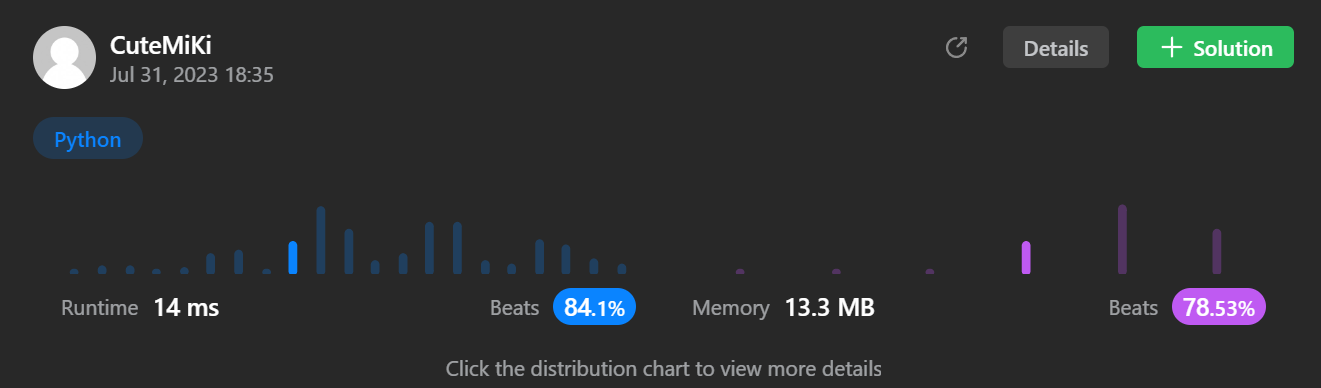 CuteMiKi
Jul 31, 2023 18:35
Details
Solution
Python
Runtime 14 ms
Beats 84.1%
Memory 13.3 MB
Beats 78.53%
Click the distribution chart to view more details